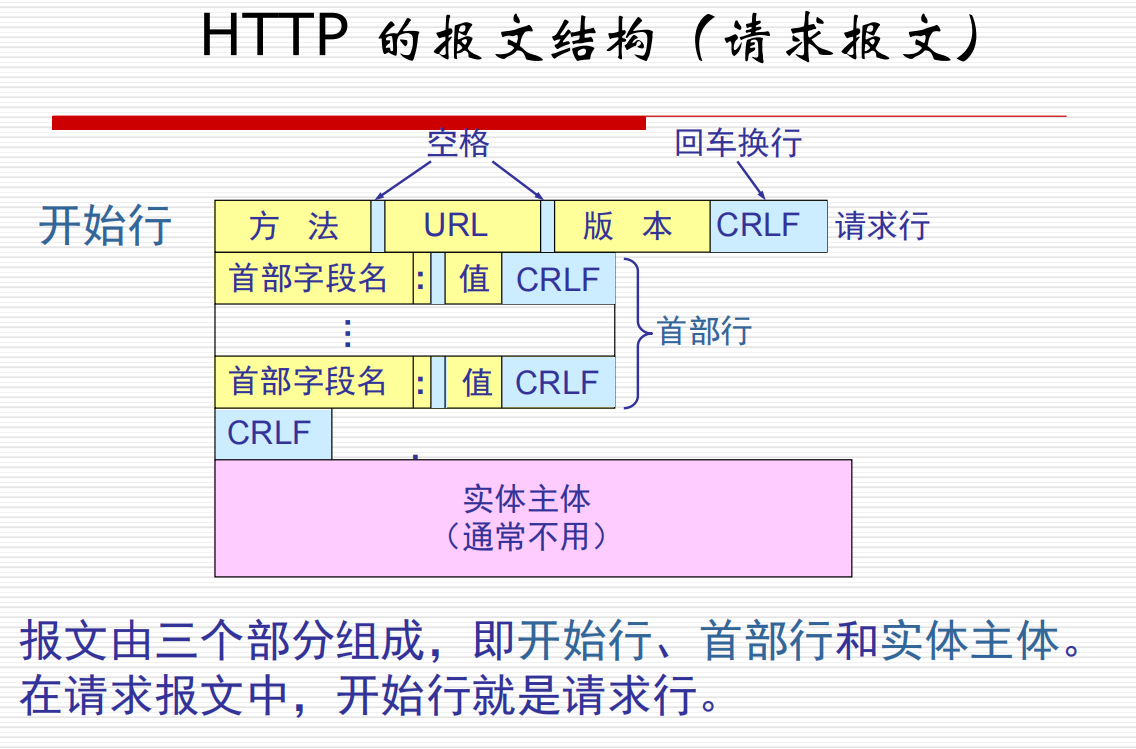 HTTP 的报文结构（请求报文）
空格 回车换行
开始行 方 法 URL 版 本 CRLF 请求行
首部字段名 : 值 CRLF
⋮ 首部行
首部字段名 : 值 CRLF
CRLF
实体主体
（通常不用）
报文由三个部分组成，即开始行、首部行和实体主体。
在请求报文中，开始行就是请求行。